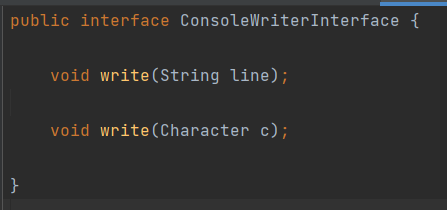 public interface ConsoleWriterInterface {
void write(String line);
void write(Character c);
}